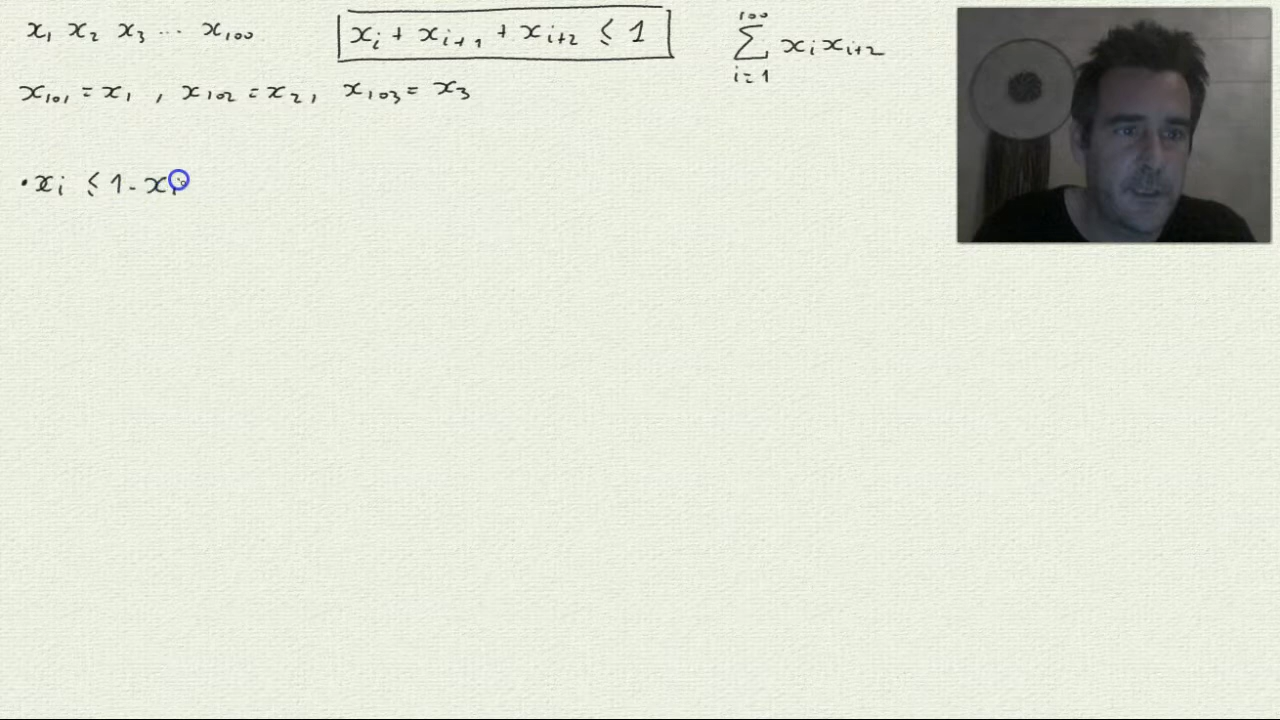 x₁ x₂ x₃ ... x₁₀₀
xᵢ + xᵢ₊₁ + xᵢ₊₂ ≤ 1
∑_{i=1}^{100} xᵢxᵢ₊₂
x₁₀₁ = x₁ , x₁₀₂ = x₂, x₁₀₃ = x₃
· xᵢ ≤ 1 - xᵢ